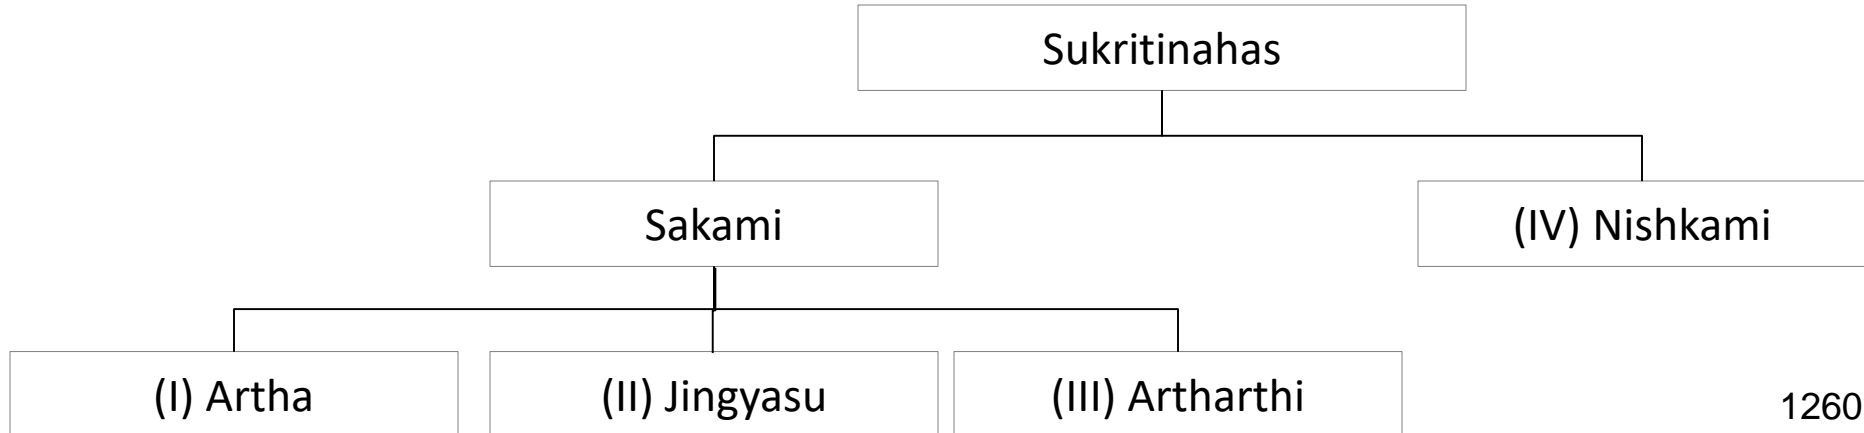 Sukritinahas
Sakami
(IV) Nishkami
(I) Artha
(II) Jingyasu
(III) Artharthi
1260